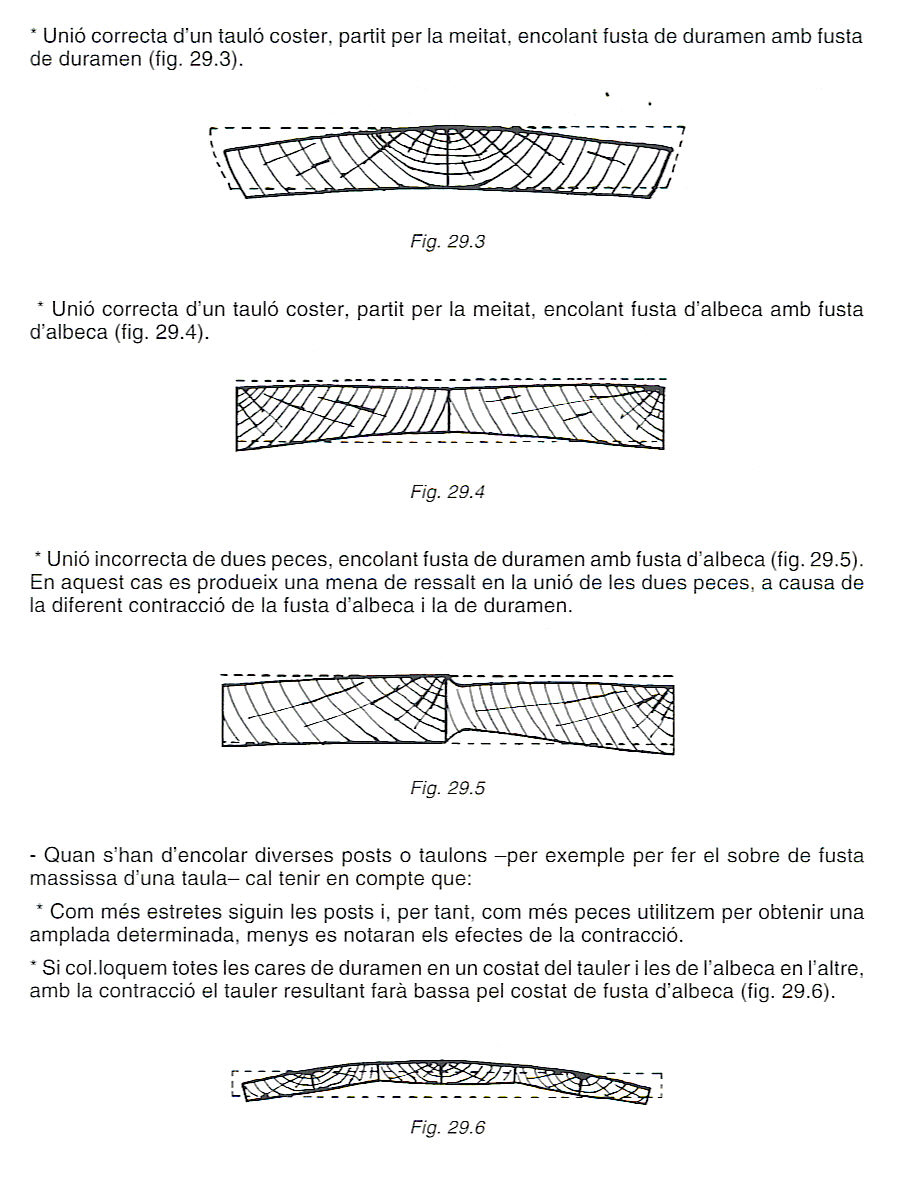 * Unió correcta d'un tauló coster, partit per la meitat, encolant fusta de duramen amb fusta
de duramen (fig. 29.3).
Fig. 29.3
* Unió correcta d'un tauló coster, partit per la meitat, encolant fusta d'albeca amb fusta
d'albeca (fig. 29.4).
Fig. 29.4
* Unió incorrecta de dues peces, encolant fusta de duramen amb fusta d'albeca (fig. 29.5).
En aquest cas es produeix una mena de ressalt en la unió de les dues peces, a causa de
la diferent contracció de la fusta d'albeca i la de duramen.
Fig. 29.5
- Quan s'han d'encolar diverses posts o taulons –per exemple per fer el sobre de fusta
massissa d'una taula– cal tenir en compte que:
* Com més estretes siguin les posts i, per tant, com més peces utilitzem per obtenir una
amplada determinada, menys es notaran els efectes de la contracció.
* Si col.loquem totes les cares de duramen en un costat del tauler i les de l'albeca en l'altre,
amb la contracció el tauler resultant farà bassa pel costat de fusta d'albeca (fig. 29.6).
Fig. 29.6